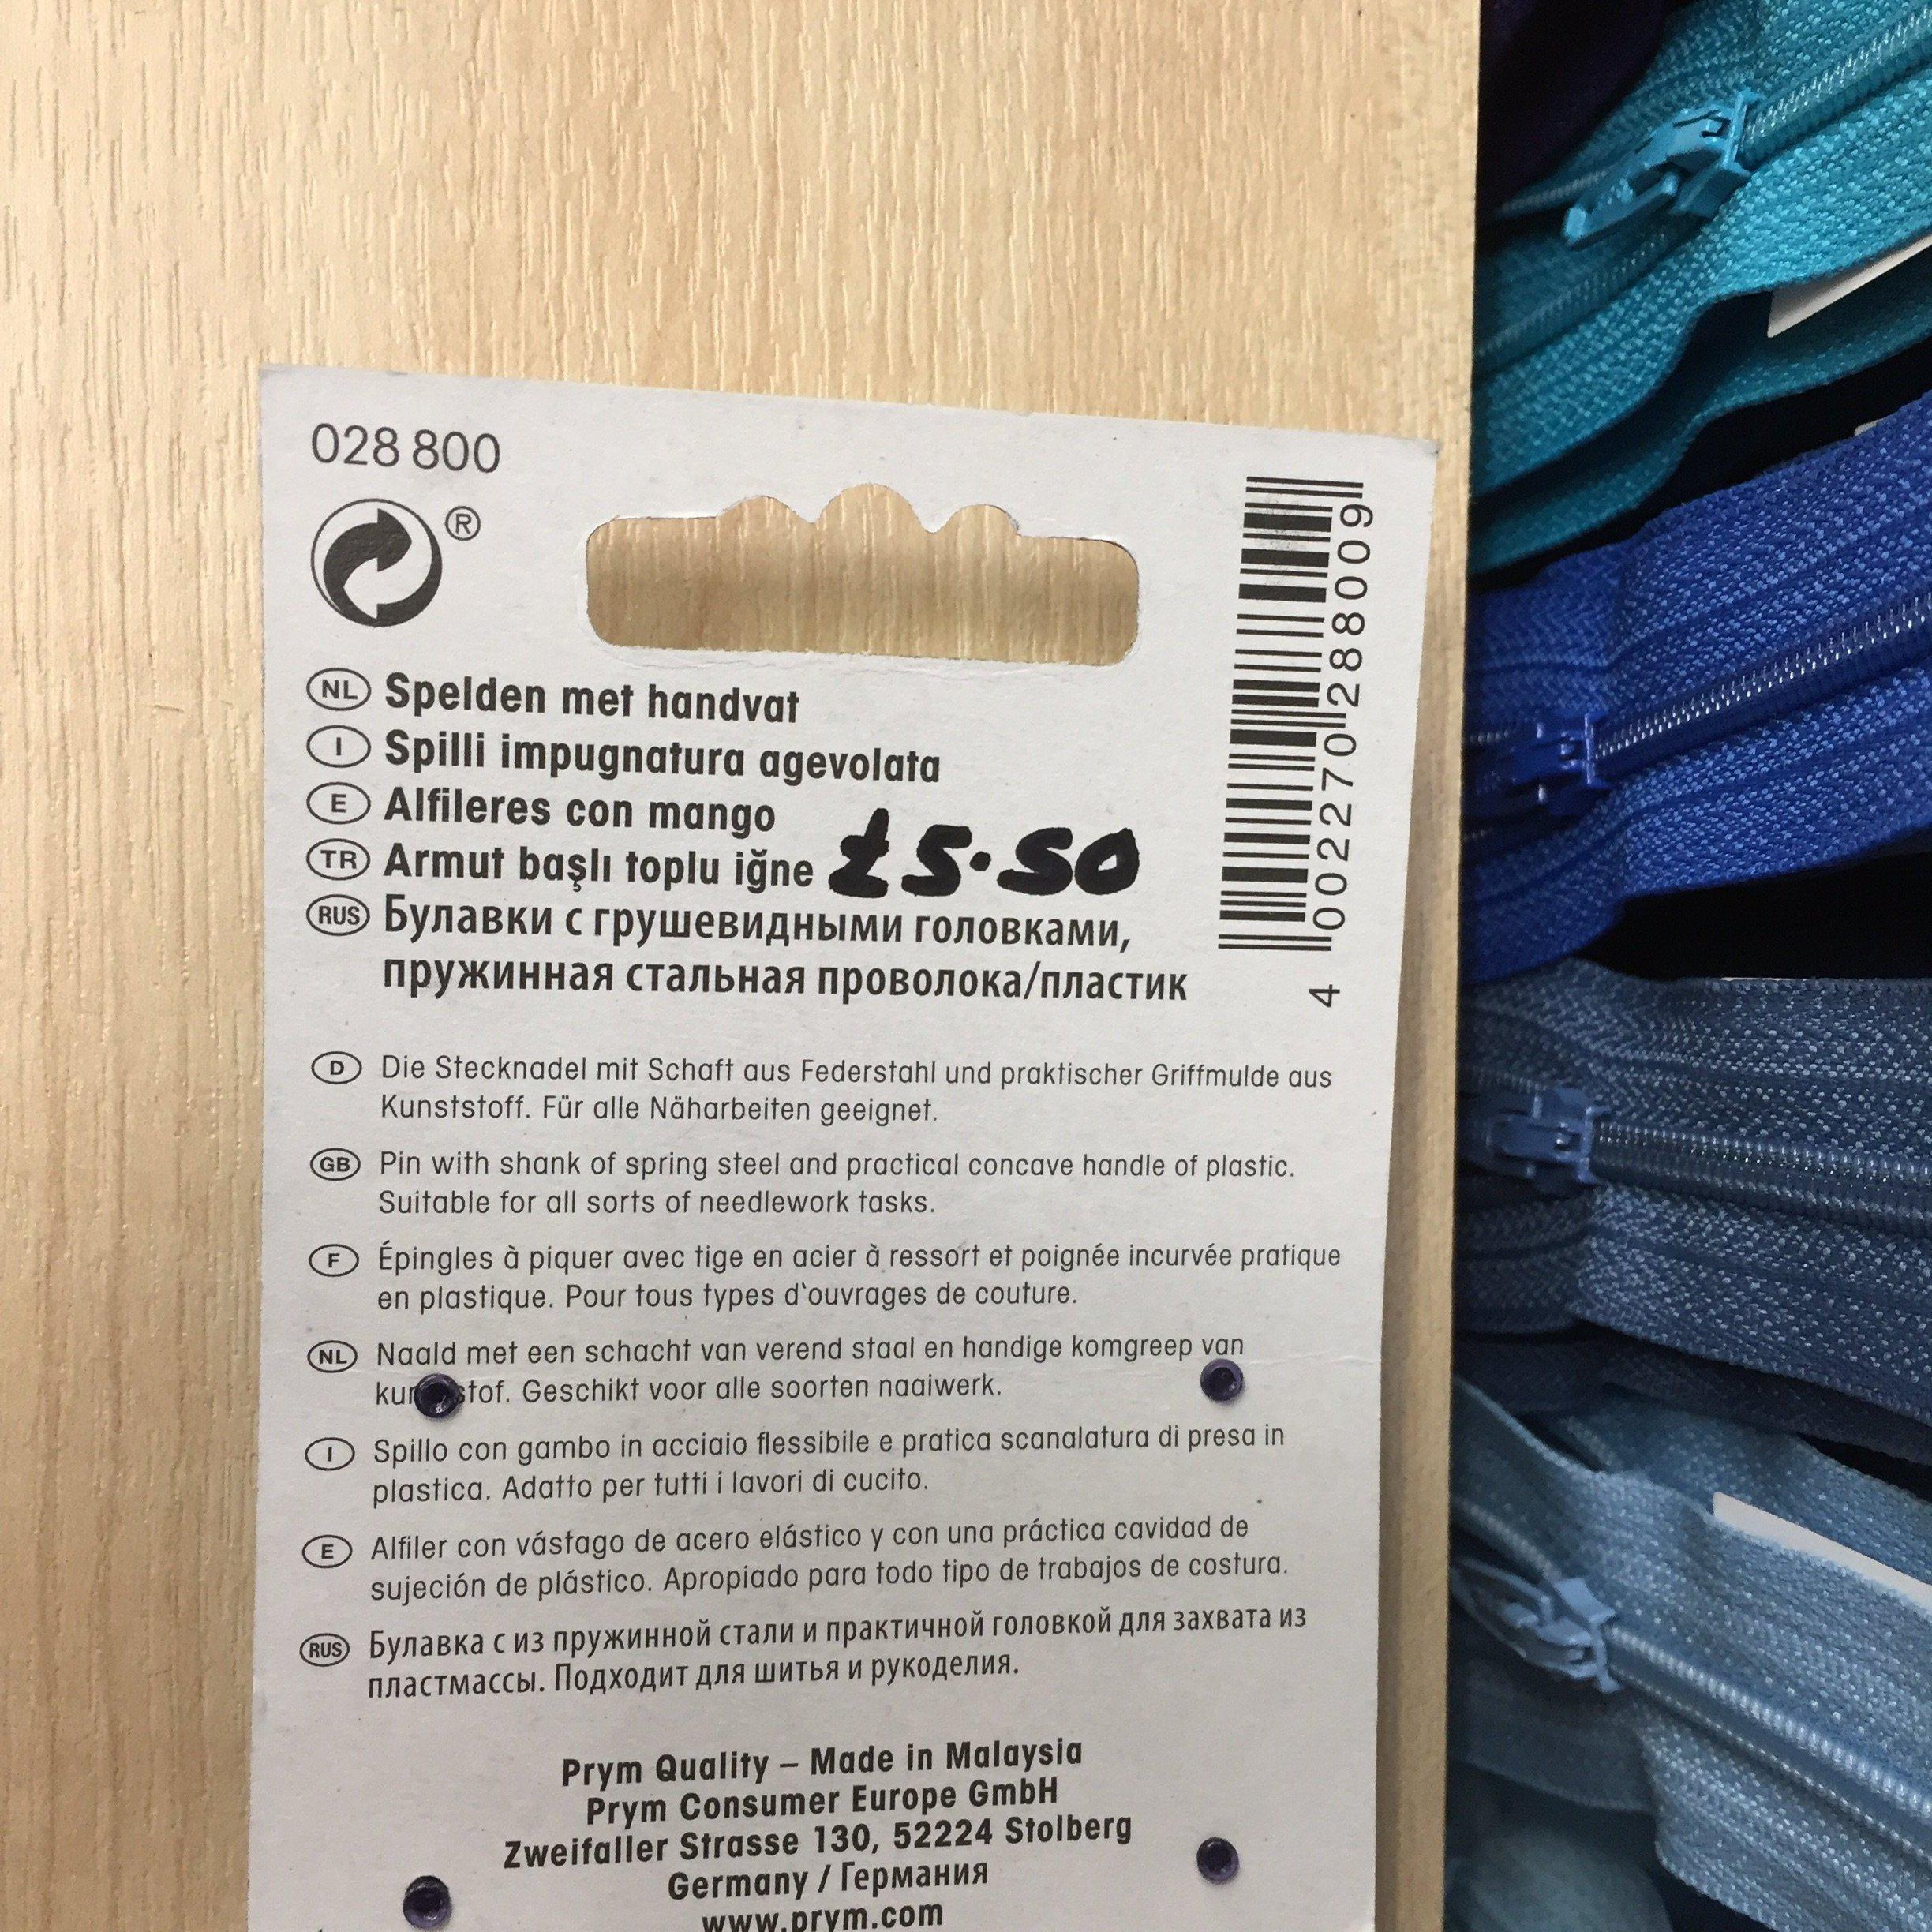 028 800
®
NL Spelden met handvat
I Spilli impugnatura agevolata
E Alfileres con mango
TR Armut başlı toplu iğne
£5.50
RUS Булавки с грушевидными головками,
пружинная стальная проволока/пластик
4 002270 288009
D Die Stecknadel mit Schaft aus Federstahl und praktischer Griffmulde aus
Kunststoff. Für alle Näharbeiten geeignet.
GB Pin with shank of spring steel and practical concave handle of plastic.
Suitable for all sorts of needlework tasks.
F Épingles à piquer avec tige en acier à ressort et poignée incurvée pratique
en plastique. Pour tous types d'ouvrages de couture.
NL Naald met een schacht van verend staal en handige komgreep van
Geschikt voor alle soorten naaiwerk.
I Spillo con gambo in acciaio flessibile e pratica scanalatura di presa in
plastica. Adatto per tutti i lavori di cucito.
E Alfiler con vástago de acero elástico y con una práctica cavidad de
sujeción de plástico. Apropiado para todo tipo de trabajos de costura.
RUS Булавка с из пружинной стали и практичной головкой для захвата из
пластмассы. Подходит для шитья и рукоделия.
Prym Quality – Made in Malaysia
Prym Consumer Europe GmbH
Zweifaller Strasse 130, 52224 Stolberg
Germany / Германия
www.prym.com